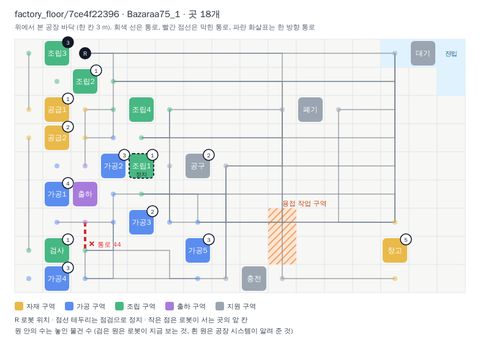 factory_floor/7ce4f22396 · Bazaraa75_1 · 곳 18개
위에서 본 공장 바닥 (한 칸 3 m). 회색 선은 통로, 빨간 점선은 막힌 통로, 파란 화살표는 한 방향 통로
조립3 3 R 대기 진입
조립2 1
공급1 1 조립4 폐기
공급2 2
가공2 3 조립1 1 공구 2
가공1 4 출하
용접 작업 구역
가공3 2
✕ 통로 44
검사 1 가공5 3 창고 5
가공4 3 충전
자재 구역 가공 구역 조립 구역 출하 구역 지원 구역
R 로봇 위치 · 점선 테두리는 점검으로 정지 · 작은 점은 로봇이 서는 곳의 앞 칸
원 안의 수는 놓인 물건 수 (검은 원은 로봇이 지금 보는 것, 흰 원은 공장 시스템이 알려 준 것)